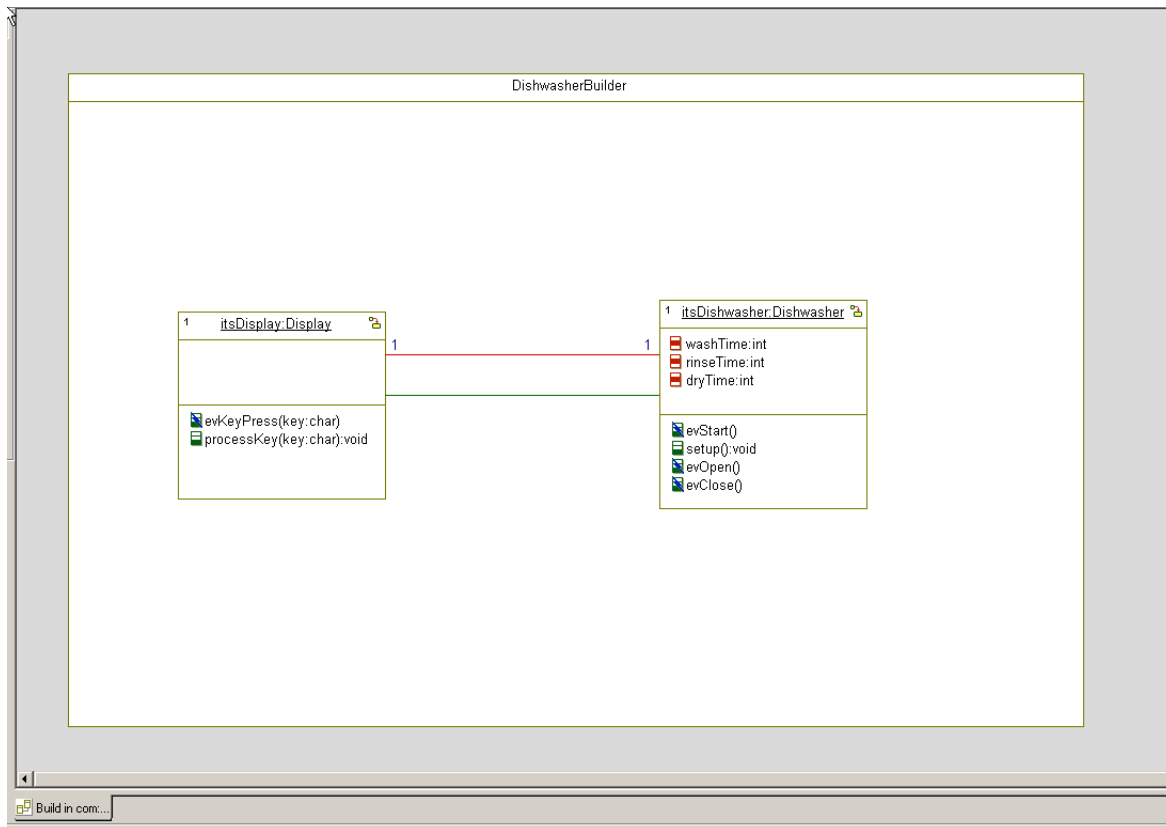 DishwasherBuilder
1 itsDisplay:Display
evKeyPress(key:char)
processKey(key:char):void
1
1
1 itsDishwasher:Dishwasher
washTime:int
rinseTime:int
dryTime:int
evStart()
setup():void
evOpen()
evClose()
Build in com:...